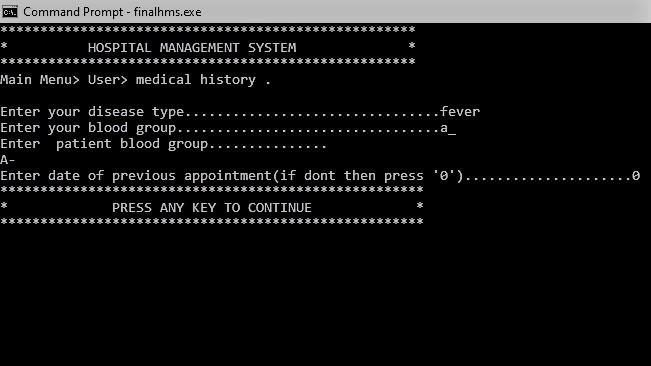 Command Prompt - finalhms.exe
****************************************************
*          HOSPITAL MANAGEMENT SYSTEM              *
****************************************************
Main Menu> User> medical history .
Enter your disease type................................fever
Enter your blood group.................................a_
Enter  patient blood group...............
A-
Enter date of previous appointment(if dont then press '0').....................0
*****************************************************
*             PRESS ANY KEY TO CONTINUE             *
*****************************************************